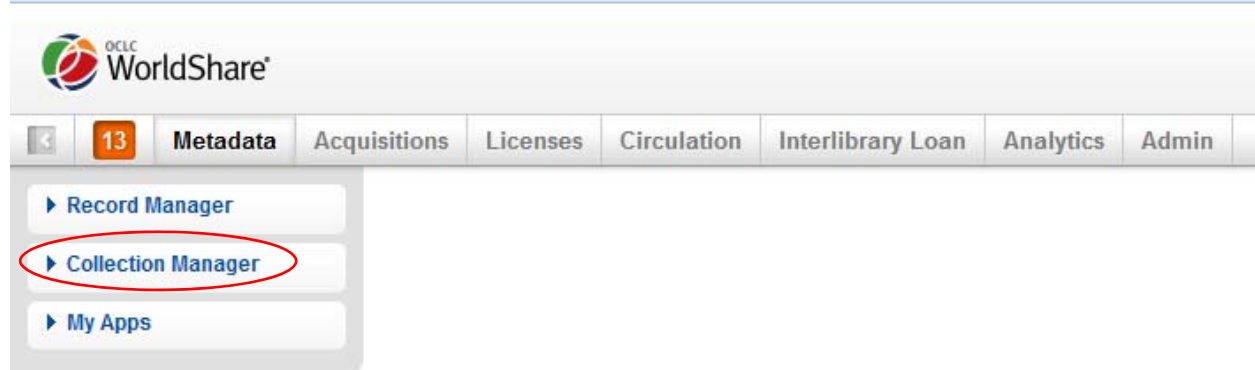 OCLC
WorldShare®
13 Metadata Acquisitions Licenses Circulation Interlibrary Loan Analytics Admin
Record Manager
Collection Manager
My Apps